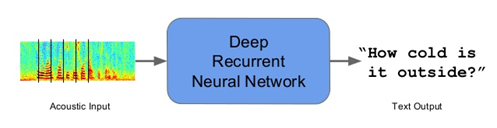 Deep
Recurrent
Neural Network
“How cold is
it outside?”
Acoustic Input
Text Output